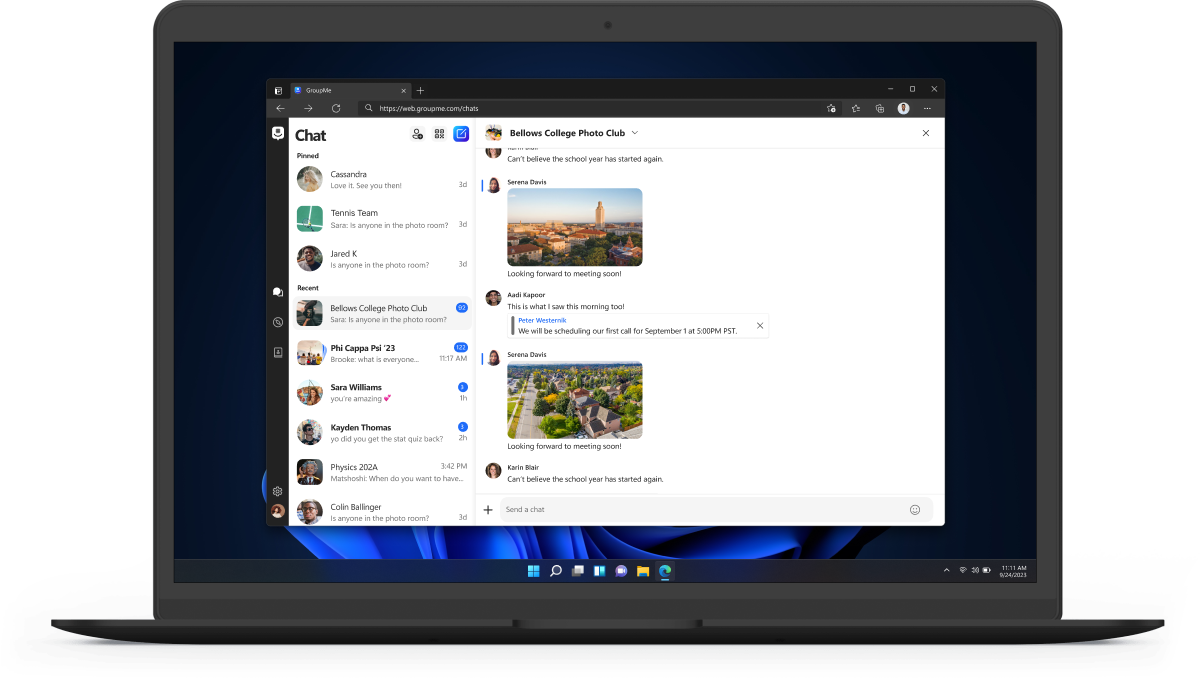 GroupMe
https://web.groupme.com/chats
Chat
Pinned
Cassandra
Love it. See you then!
3d
Tennis Team
Sara: Is anyone in the photo room?
3d
Jared K
Is anyone in the photo room?
3d
Recent
Bellows College Photo Club
92
Sara: Is anyone in the photo room?
Phi Cappa Psi ’23
122
Brooke: what is everyone...
11:17 AM
Sara Williams
you’re amazing 💕
1h
Kayden Thomas
yo did you get the stat quiz back?
2h
Physics 202A
3:42 PM
Matshoshi: When do you want to have...
Colin Ballinger
Is anyone in the photo room?
3d
Bellows College Photo Club
Karin Blair
Can’t believe the school year has started again.
Serena Davis
Looking forward to meeting soon!
Aadi Kapoor
This is what I saw this morning too!
Peter Westernik
We will be scheduling our first call for September 1 at 5:00PM PST.
Serena Davis
Looking forward to meeting soon!
Karin Blair
Can’t believe the school year has started again.
Send a chat
11:11 AM
9/24/2023